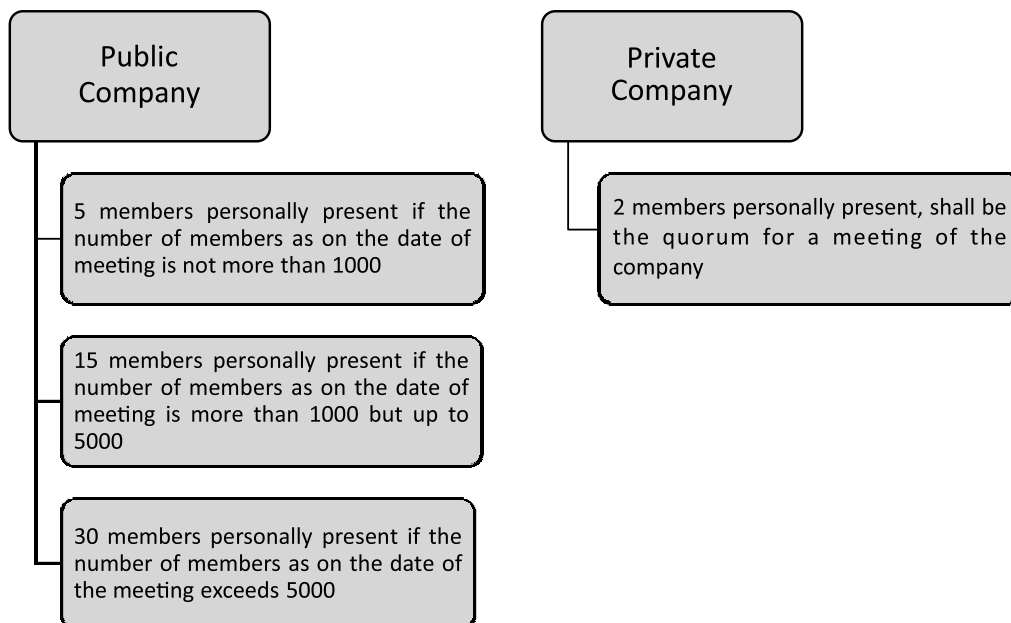 Public
Company
5 members personally present if the
number of members as on the date of
meeting is not more than 1000
15 members personally present if the
number of members as on the date of
meeting is more than 1000 but up to
5000
30 members personally present if the
number of members as on the date of
the meeting exceeds 5000
Private
Company
2 members personally present, shall be
the quorum for a meeting of the
company